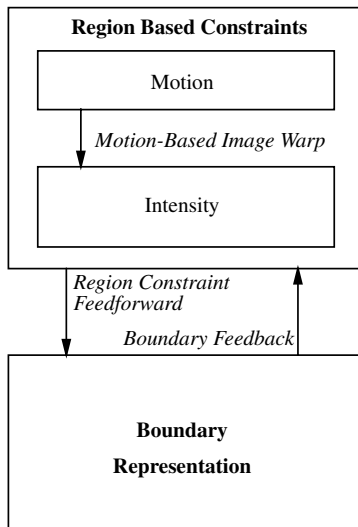 Region Based Constraints
Motion
Motion-Based Image Warp
Intensity
Region Constraint
Feedforward
Boundary Feedback
Boundary
Representation